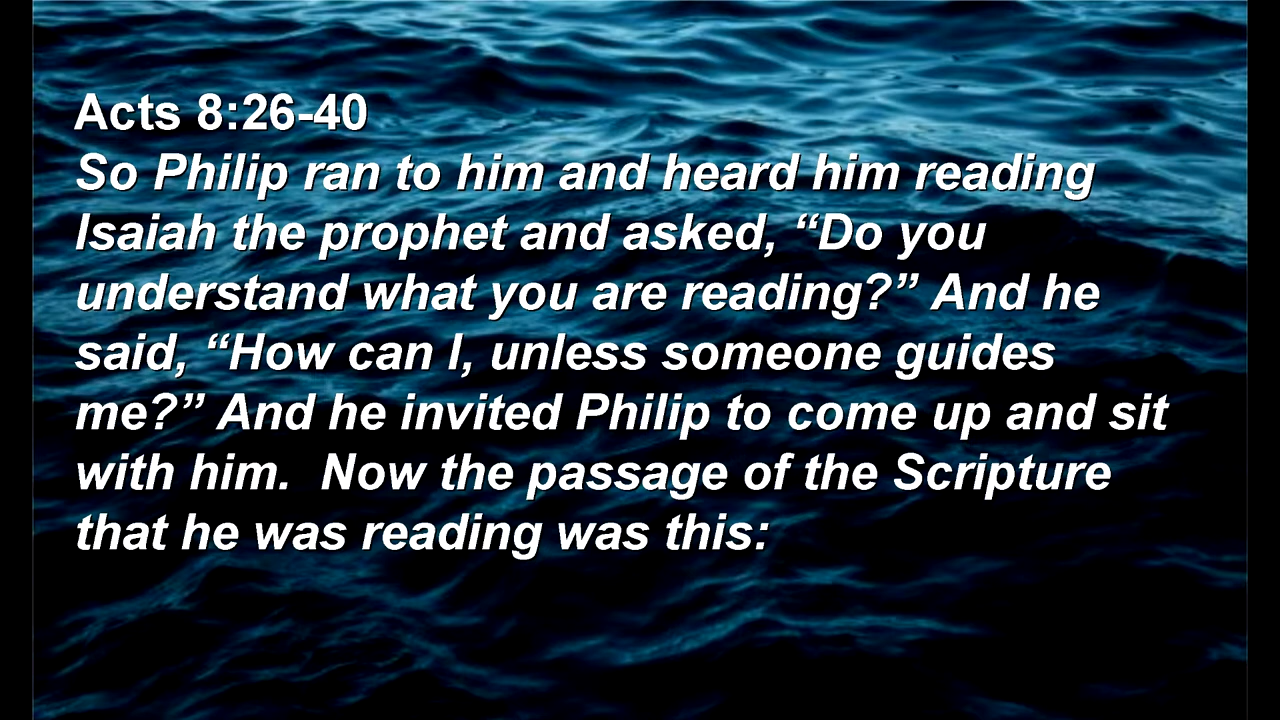 Acts 8:26-40
So Philip ran to him and heard him reading
Isaiah the prophet and asked, “Do you
understand what you are reading?” And he
said, “How can I, unless someone guides
me?” And he invited Philip to come up and sit
with him.  Now the passage of the Scripture
that he was reading was this: